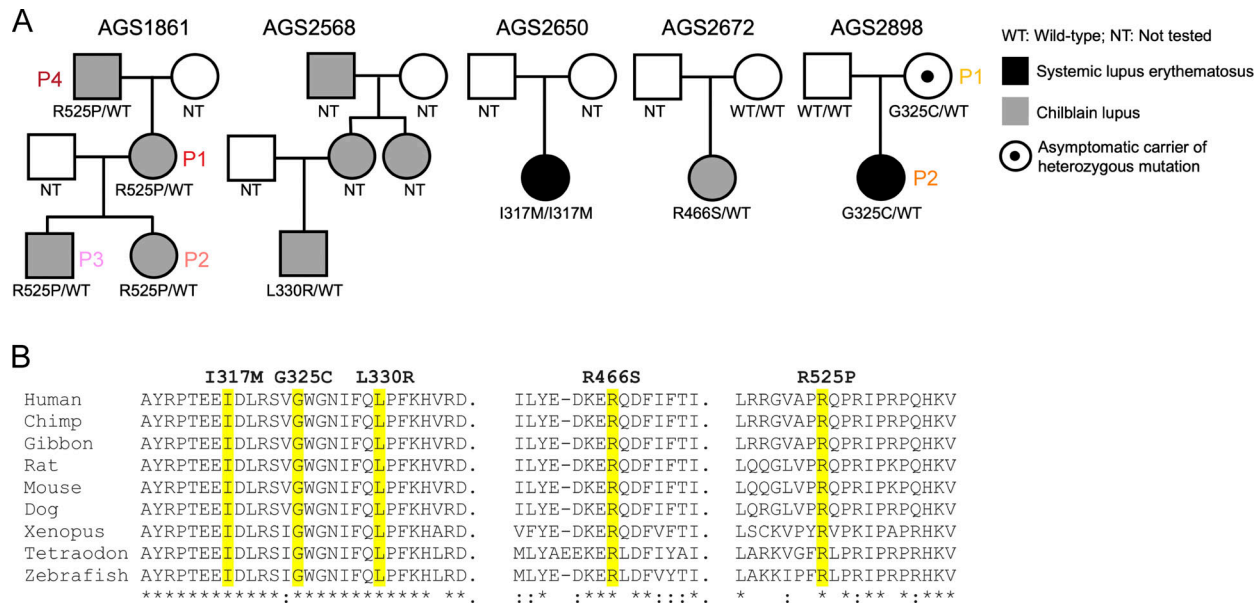 A
AGS1861 AGS2568 AGS2650 AGS2672 AGS2898
WT: Wild-type; NT: Not tested
Systemic lupus erythematosus
Chilblain lupus
Asymptomatic carrier of
heterozygous mutation
P4 P1
R525P/WT NT NT NT NT NT NT WT/WT WT/WT G325C/WT
P1 P2
NT R525P/WT NT NT NT I317M/I317M R466S/WT G325C/WT
P3 P2
R525P/WT R525P/WT L330R/WT
B
I317M G325C L330R R466S R525P
Human AYRPTEEIDLRSVGWGNIFQLPFKHVRD. ILYE-DKERQDFIFTI. LRRGVAPRQPRIPRPQHKV
Chimp AYRPTEEIDLRSVGWGNIFQLPFKHVRD. ILYE-DKERQDFIFTI. LRRGVAPRQPRIPRPQHKV
Gibbon AYRPTEEIDLRSVGWGNIFQLPFKHVRD. ILYE-DKERQDFIFTI. LRRGVAPRQPRIPRPQHKV
Rat AYRPTEEIDLRSVGWGNIFQLPFKHVRD. ILYE-DKERQDFIFTI. LQQGLVPRQPRIPKPQHKV
Mouse AYRPTEEIDLRSVGWGNIFQLPFKHVRD. ILYE-DKERQDFIFTI. LQQGLVPRQPRIPKPQHKV
Dog AYRPTEEIDLRSVGWGNIFQLPFKHVRD. ILYE-DKERQDFIFTI. LQRGLVPRQPRIPRPQHKV
Xenopus AYRPTEEIDLRSIGWGNIFQLPFKHARD. VFYE-DKERQDFVFTI. LSCKVPYRVPKIPAPRHKV
Tetraodon AYRPTEEIDLRSIGWGNIFQLPFKHLRD. MLYAEEKERLDFIYAI. LARKVGFRLPRIPRPRHKV
Zebrafish AYRPTEEIDLRSIGWGNIFQLPFKHLRD. MLYE-DKERLDFVYTI. LAKKIPFRLPRIPRPRHKV
************:************ ** ::* :*** **::: * * : * *:** * ***